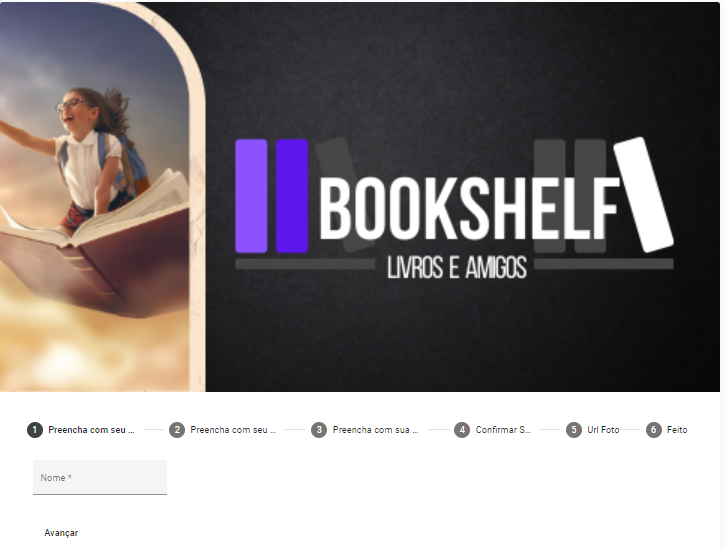 BOOKSHELF
LIVROS E AMIGOS
1 Preencha com seu ... 2 Preencha com seu ... 3 Preencha com sua ... 4 Confirmar S... 5 Url Foto 6 Feito
Nome *
Avançar